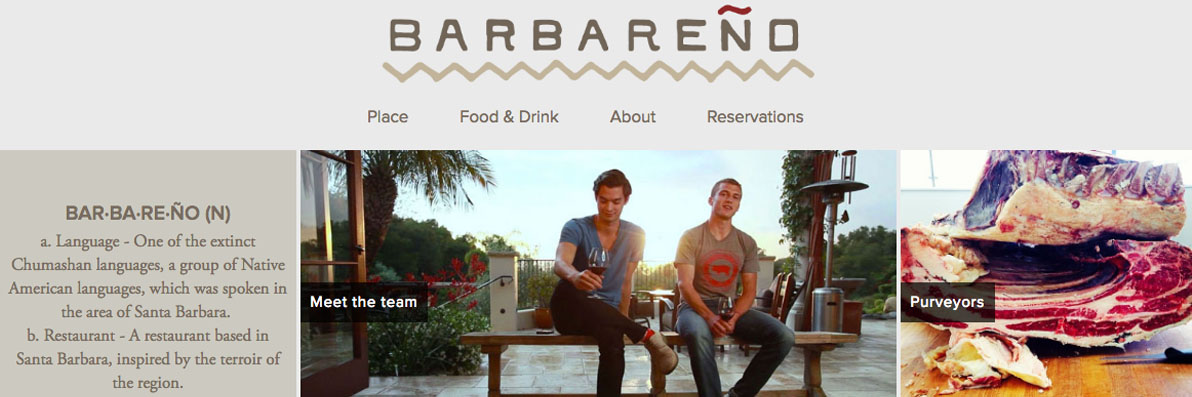 BARBAREÑO
Place Food & Drink About Reservations
BAR·BA·RE·ÑO (N)
a. Language - One of the extinct
Chumashan languages, a group of Native
American languages, which was spoken in
the area of Santa Barbara.
b. Restaurant - A restaurant based in
Santa Barbara, inspired by the terroir of
the region.
Meet the team
Purveyors